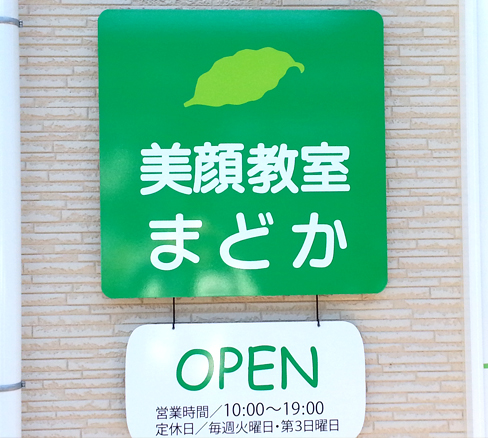 美顔教室
まどか
OPEN
営業時間／10:00〜19:00
定休日／毎週火曜日・第3日曜日